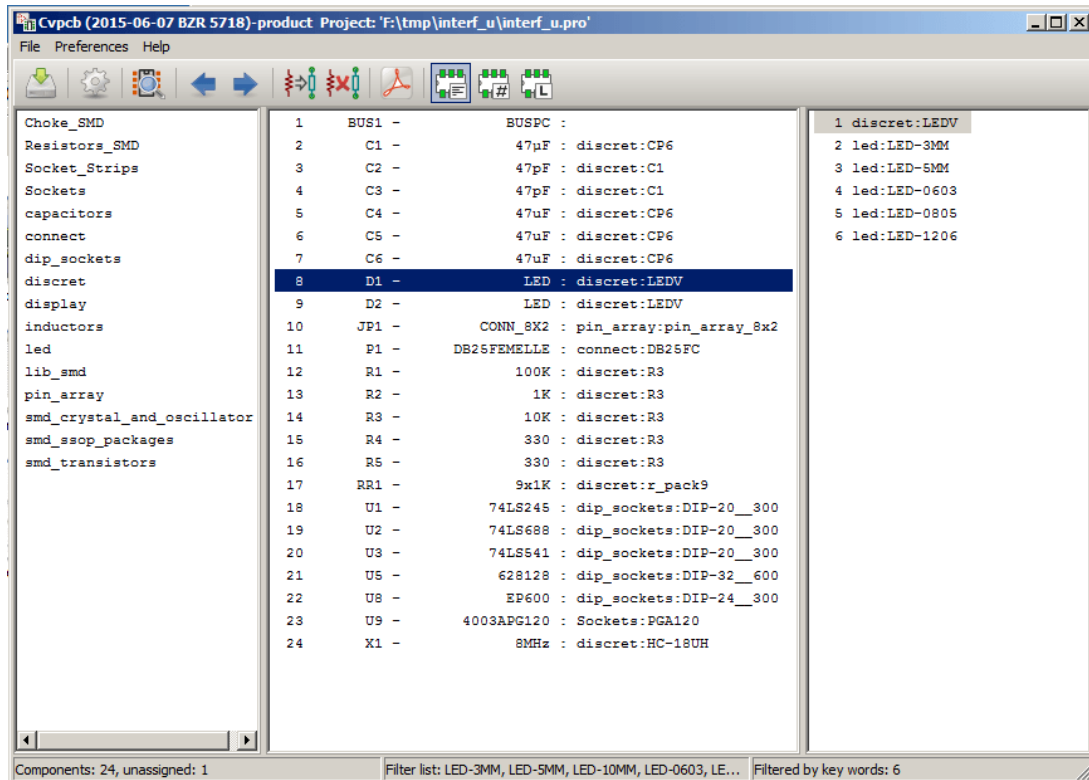 Cvpcb (2015-06-07 BZR 5718)-product Project: 'F:\tmp\interf_u\interf_u.pro'
File Preferences Help
# L
Choke_SMD
Resistors_SMD
Socket_Strips
Sockets
capacitors
connect
dip_sockets
discret
display
inductors
led
lib_smd
pin_array
smd_crystal_and_oscillator
smd_ssop_packages
smd_transistors
1 BUS1 - BUSPC :
2 C1 - 47µF : discret:CP6
3 C2 - 47pF : discret:C1
4 C3 - 47pF : discret:C1
5 C4 - 47uF : discret:CP6
6 C5 - 47uF : discret:CP6
7 C6 - 47uF : discret:CP6
8 D1 - LED : discret:LEDV
9 D2 - LED : discret:LEDV
10 JP1 - CONN_8X2 : pin_array:pin_array_8x2
11 P1 - DB25FEMELLE : connect:DB25FC
12 R1 - 100K : discret:R3
13 R2 - 1K : discret:R3
14 R3 - 10K : discret:R3
15 R4 - 330 : discret:R3
16 R5 - 330 : discret:R3
17 RR1 - 9x1K : discret:r_pack9
18 U1 - 74LS245 : dip_sockets:DIP-20__300
19 U2 - 74LS688 : dip_sockets:DIP-20__300
20 U3 - 74LS541 : dip_sockets:DIP-20__300
21 U5 - 628128 : dip_sockets:DIP-32__600
22 U8 - EP600 : dip_sockets:DIP-24__300
23 U9 - 4003APG120 : Sockets:PGA120
24 X1 - 8MHz : discret:HC-18UH
1 discret:LEDV
2 led:LED-3MM
3 led:LED-5MM
4 led:LED-0603
5 led:LED-0805
6 led:LED-1206
Components: 24, unassigned: 1
Filter list: LED-3MM, LED-5MM, LED-10MM, LED-0603, LE...
Filtered by key words: 6